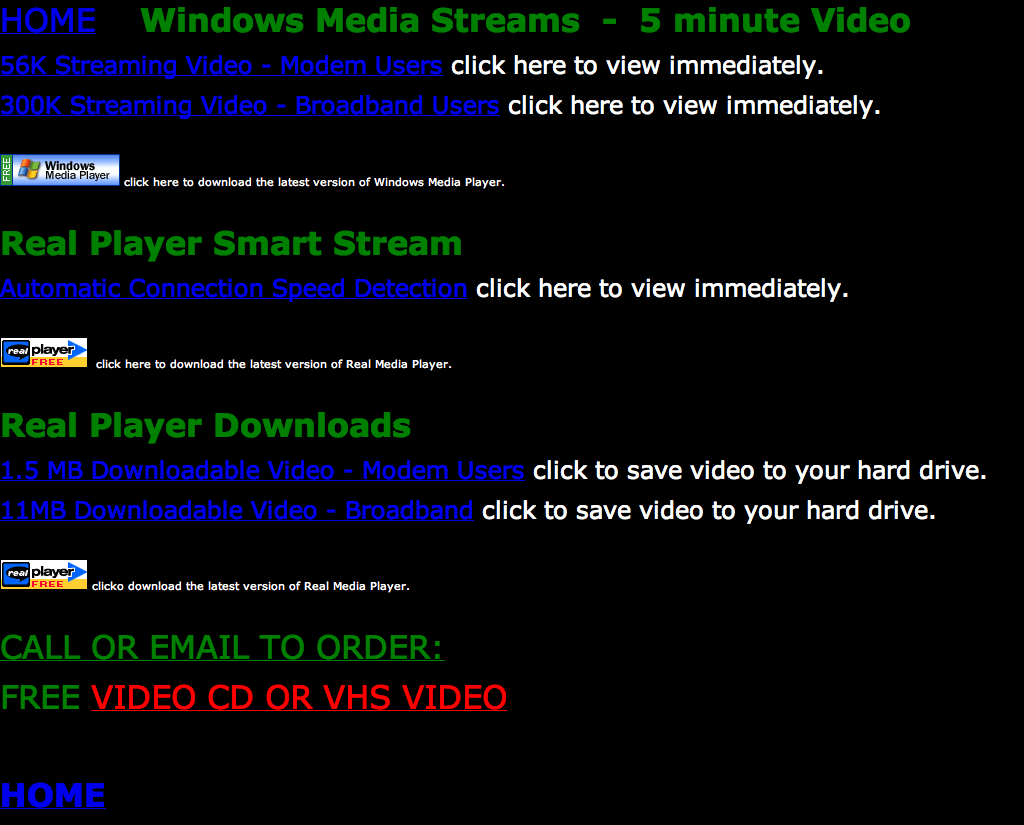 HOME Windows Media Streams - 5 minute Video
56K Streaming Video - Modem Users click here to view immediately.
300K Streaming Video - Broadband Users click here to view immediately.
FREE Windows
Media Player click here to download the latest version of Windows Media Player.
Real Player Smart Stream
Automatic Connection Speed Detection click here to view immediately.
real player
FREE click here to download the latest version of Real Media Player.
Real Player Downloads
1.5 MB Downloadable Video - Modem Users click to save video to your hard drive.
11MB Downloadable Video - Broadband click to save video to your hard drive.
real player
FREE clicko download the latest version of Real Media Player.
CALL OR EMAIL TO ORDER:
FREE VIDEO CD OR VHS VIDEO
HOME